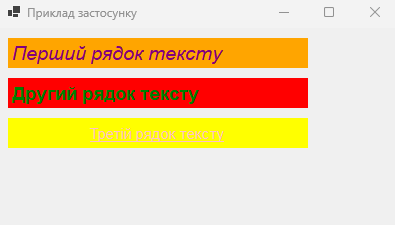 Приклад застосунку
Перший рядок тексту
Другий рядок тексту
Третій рядок тексту